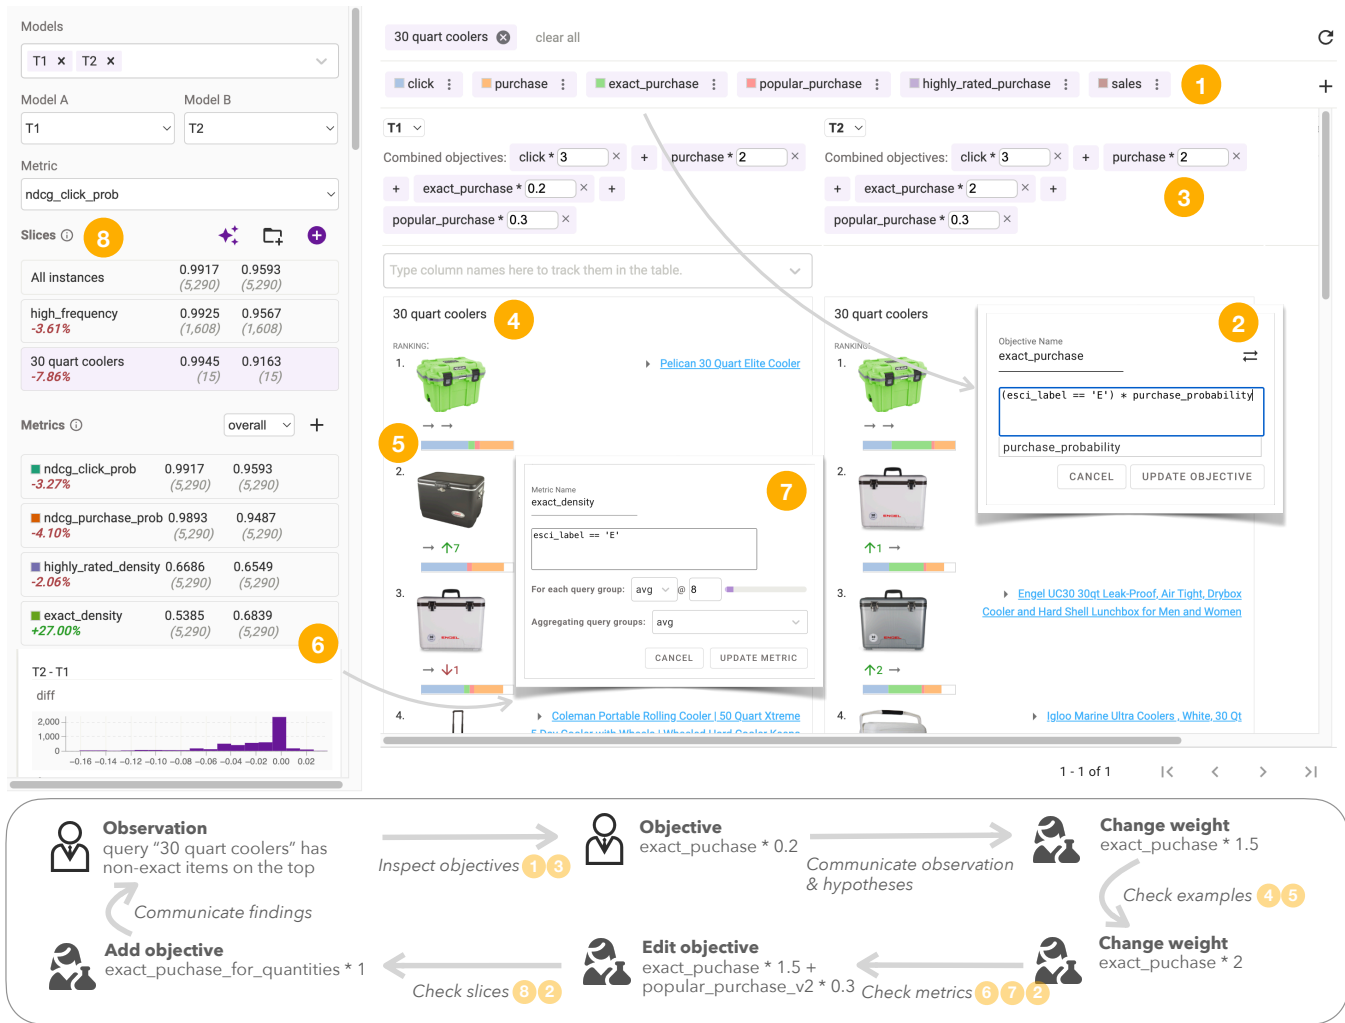 Models
T1 × T2 ×
Model A
Model B
T1
T2
Metric
ndcg_click_prob
Slices
8
All instances 0.9917 0.9593
(5,290) (5,290)
high_frequency 0.9925 0.9567
-3.61% (1,608) (1,608)
30 quart coolers 0.9945 0.9163
-7.86% (15) (15)
Metrics overall +
ndcg_click_prob 0.9917 0.9593
-3.27% (5,290) (5,290)
ndcg_purchase_prob 0.9893 0.9487
-4.10% (5,290) (5,290)
highly_rated_density 0.6686 0.6549
-2.06% (5,290) (5,290)
exact_density 0.5385 0.6839
+27.00% (5,290) (5,290)
6
T2 - T1
diff
2,000
1,000
0
−0.16 −0.14 −0.12 −0.10 −0.08 −0.06 −0.04 −0.02 0.00 0.02
30 quart coolers clear all
click purchase exact_purchase popular_purchase highly_rated_purchase sales 1 +
T1
Combined objectives: click * 3 × + purchase * 2 ×
+ exact_purchase * 0.2 × +
popular_purchase * 0.3 ×
T2
Combined objectives: click * 3 × + purchase * 2 ×
+ exact_purchase * 2 × +
popular_purchase * 0.3 ×
3
Type column names here to track them in the table.
30 quart coolers 4
RANKING:
1. Pelican 30 Quart Elite Cooler
→ →
5
2.
→ ↑7
3.
→ ↓1
4. Coleman Portable Rolling Cooler | 50 Quart Xtreme
5 Day Cooler with Wheels | Wheeled Hard Cooler Keeps
30 quart coolers
RANKING:
1.
→ →
2.
↑1 →
3. Engel UC30 30qt Leak-Proof, Air Tight, Drybox
Cooler and Hard Shell Lunchbox for Men and Women
↑2 →
4. Igloo Marine Ultra Coolers , White, 30 Qt
2
Objective Name
exact_purchase
(esci_label == 'E') * purchase_probability
purchase_probability
CANCEL UPDATE OBJECTIVE
7
Metric Name
exact_density
esci_label == 'E'
For each query group: avg @ 8
Aggregating query groups: avg
CANCEL UPDATE METRIC
1 - 1 of 1
Observation
query “30 quart coolers” has
non-exact items on the top
Inspect objectives 1 3
Objective
exact_puchase * 0.2
Communicate observation
& hypotheses
Change weight
exact_puchase * 1.5
Check examples 4 5
Change weight
exact_puchase * 2
Check metrics 6 7 2
Edit objective
exact_puchase * 1.5 +
popular_purchase_v2 * 0.3
Check slices 8 2
Add objective
exact_puchase_for_quantities * 1
Communicate findings